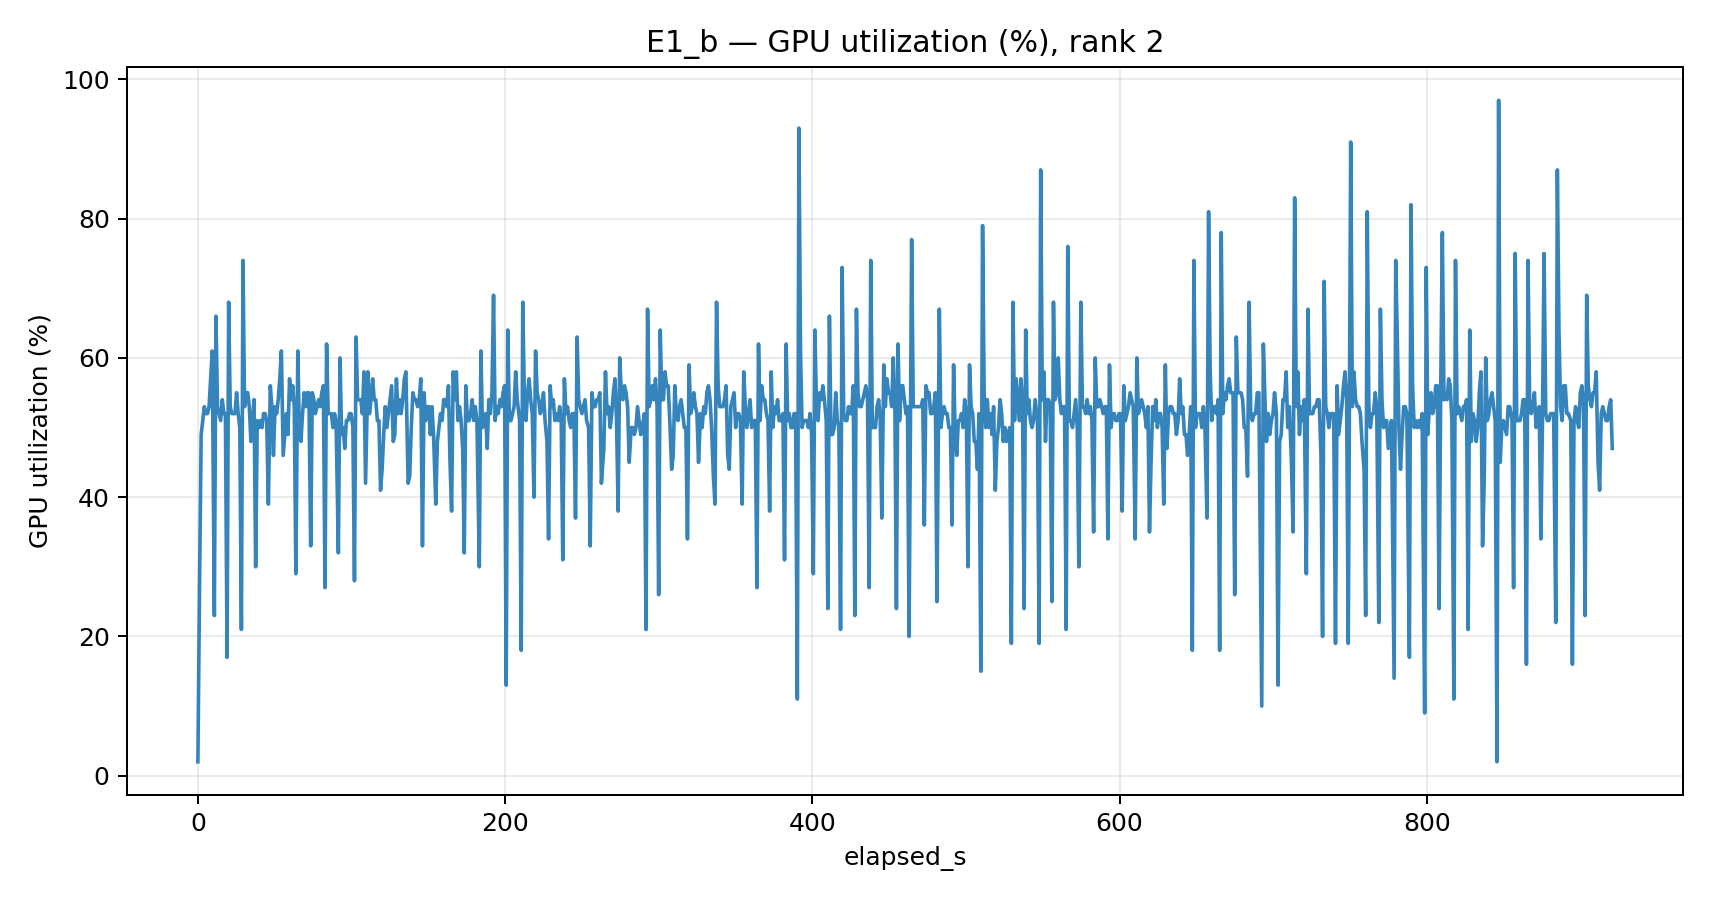 E1_b — GPU utilization (%), rank 2
100
80
60
40
20
0
GPU utilization (%)
0 200 400 600 800
elapsed_s